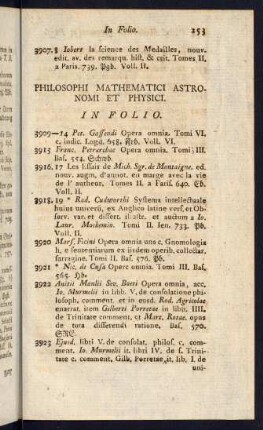 In Folio. 253
3907.8 Jobert la science des Medailles, nouv.
edit. av. des remarqu. hist. & crit. Tomes II.
a Paris. 739. Pgb. Voll. II.
PHILOSOPHI MATHEMATICI ASTRO-
NOMI ET PHYSICI.
IN FOLIO.
3909—14 Pet. Gassendi Opera omnia. Tomi VI.
c. indic. Lugd. 658. Voll. VI.
3915 Franc. Petrarchae Opera omnia. Tomi III.
Bas. 554.
3916.17 Les Essais de Mich. Sgr. de Montaigne, ed.
nouv. augm. d'annot. en marge avec la vie
de l' autheur. Tomes II. a Paris. 640.
Voll. II.
3918.19 * Rad. Cudworthi Systema intellectuale
huius universi, ex Anglico latine vert. et Ob-
serv. var. et dissert. illustr. et auctum a Io.
Laur. Moshemio. Tomi II. Ien. 733. Pb.
Voll. II.
3920 Marf. Ficini Opera omnia unc c. Gnomologia
h. e sententiarum ex iisdem operib. collectar.
farragine. Tomi II. Bas. 576.
3921 * Nic. de Cusa Opera omnia. Tomi III. Bas.
565.
3922 Anitii Manlii Sev. Boeti Opera omnia, acc.
Io. Murmelii in libb. V. de consolatione phi-
losoph. comment. et in eosd. Rod. Agricolae
enarrat. item Gilberti Porretae in libb. IIII.
de Trinitate comment. et Mart. Rotae opus
de tota differendi ratione. Bas. 570.
3923 Ejusd. libri V. de consolat. philos. c. com-
ment. Io. Murmelii it. libri IV. de s. Trini-
tate c. comment. Gilb. Porretae, it. lib. I. de
uni-